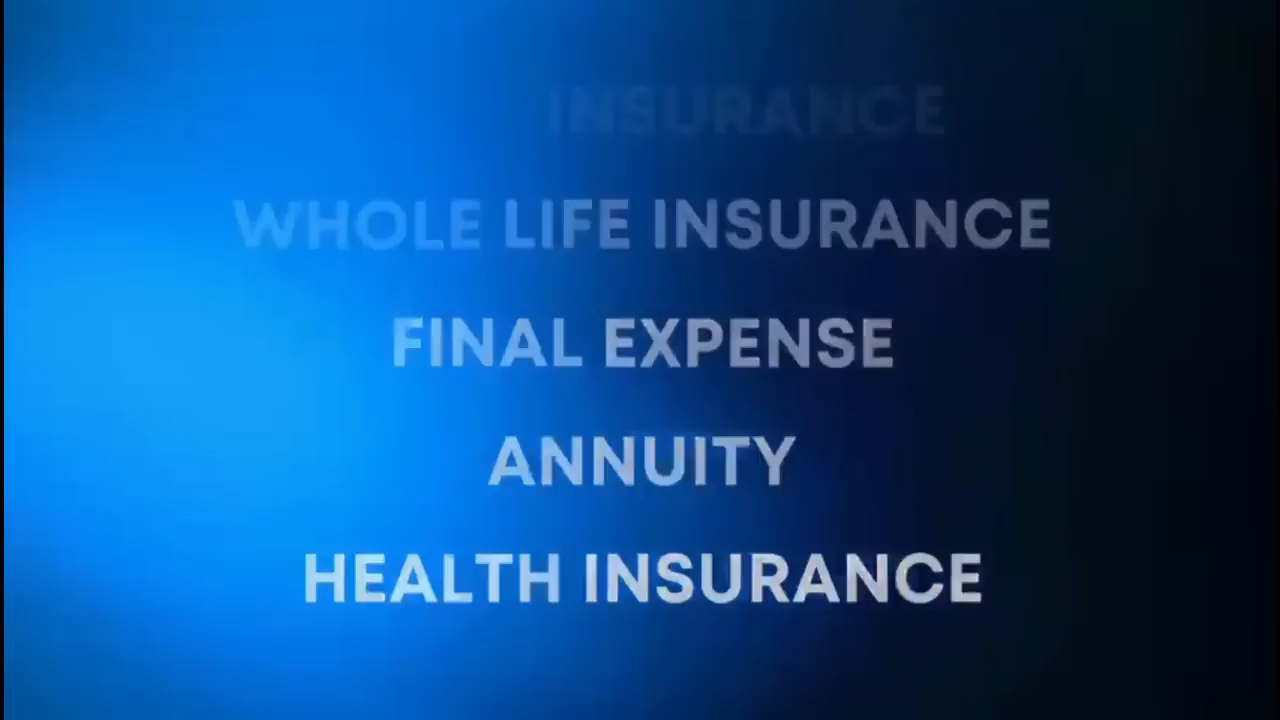 INSURANCE
WHOLE LIFE INSURANCE
FINAL EXPENSE
ANNUITY
HEALTH INSURANCE